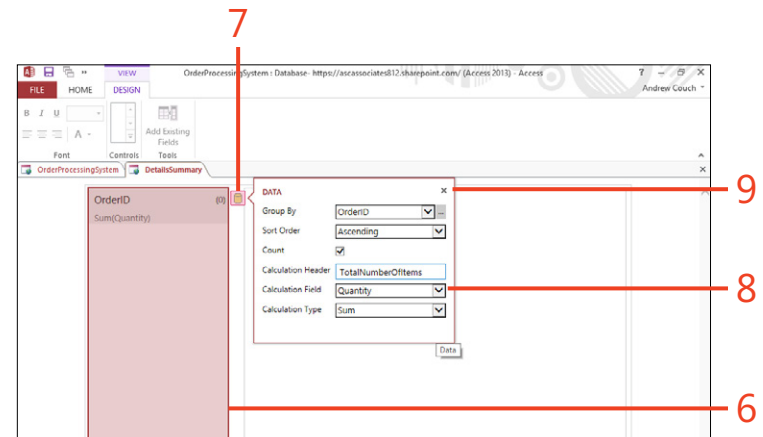 7
VIEW OrderProcessingSystem : Database- https://ascassociates812.sharepoint.com/ (Access 2013) - Access ?
FILE HOME DESIGN Andrew Couch
B I U
A
Add Existing
Fields
Font Controls Tools
OrderProcessingSystem DetailsSummary
OrderID (0)
Sum(Quantity)
DATA
Group By OrderID
Sort Order Ascending
Count
Calculation Header TotalNumberOfItems
Calculation Field Quantity
Calculation Type Sum
Data
9
8
6